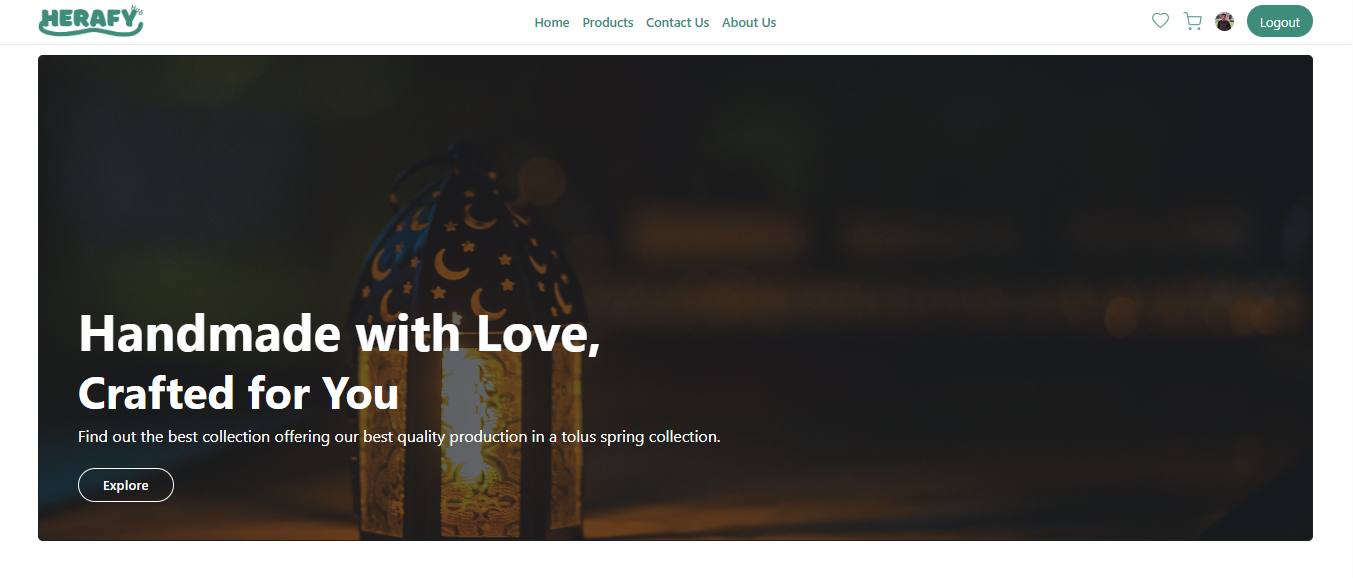 HERAFY
Home Products Contact Us About Us
Logout
Handmade with Love,
Crafted for You
Find out the best collection offering our best quality production in a tolus spring collection.
Explore